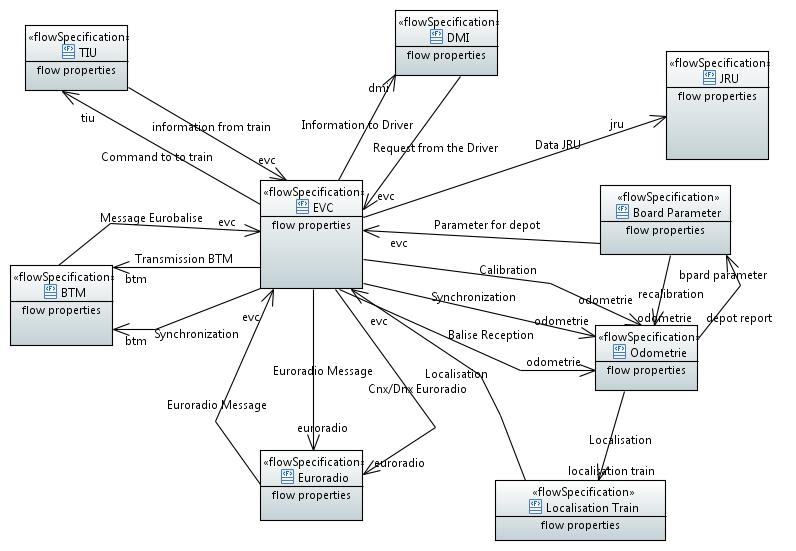 «flowSpecification»
TIU
flow properties
«flowSpecification»
DMI
flow properties
«flowSpecification»
JRU
flow properties
dmi
tiu
information from train
Information to Driver
jru
Command to to train
evc
Request from the Driver
Data JRU
«flowSpecification»
EVC
flow properties
evc
«flowSpecification»
Board Parameter
flow properties
Message Eurobalise
evc
Parameter for depot
evc
Transmission BTM
btm
«flowSpecification»
BTM
flow properties
Calibration
bpard parameter
Synchronization
odometrie
recalibration
evc
evc
odometrie
odometrie
depot report
btm
Synchronization
Balise Reception
«flowSpecification»
Odometrie
flow properties
odometrie
Euroradio Message
Localisation
Cnx/Dnx Euroradio
Euroradio Message
euroradio
Localisation
euroradio
localisation train
«flowSpecification»
Euroradio
flow properties
«flowSpecification»
Localisation Train
flow properties